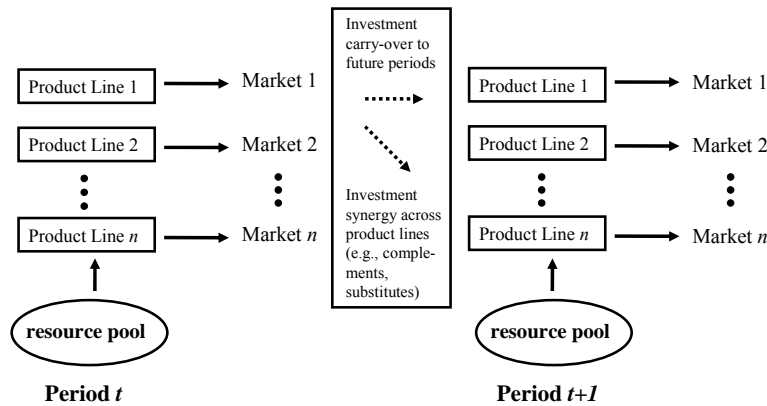 Product Line 1
Market 1
Product Line 2
Market 2
Product Line n
Market n
resource pool
Period t
Investment
carry-over to
future periods
Investment
synergy across
product lines
(e.g., comple-
ments,
substitutes)
Product Line 1
Market 1
Product Line 2
Market 2
Product Line n
Market n
resource pool
Period t+1